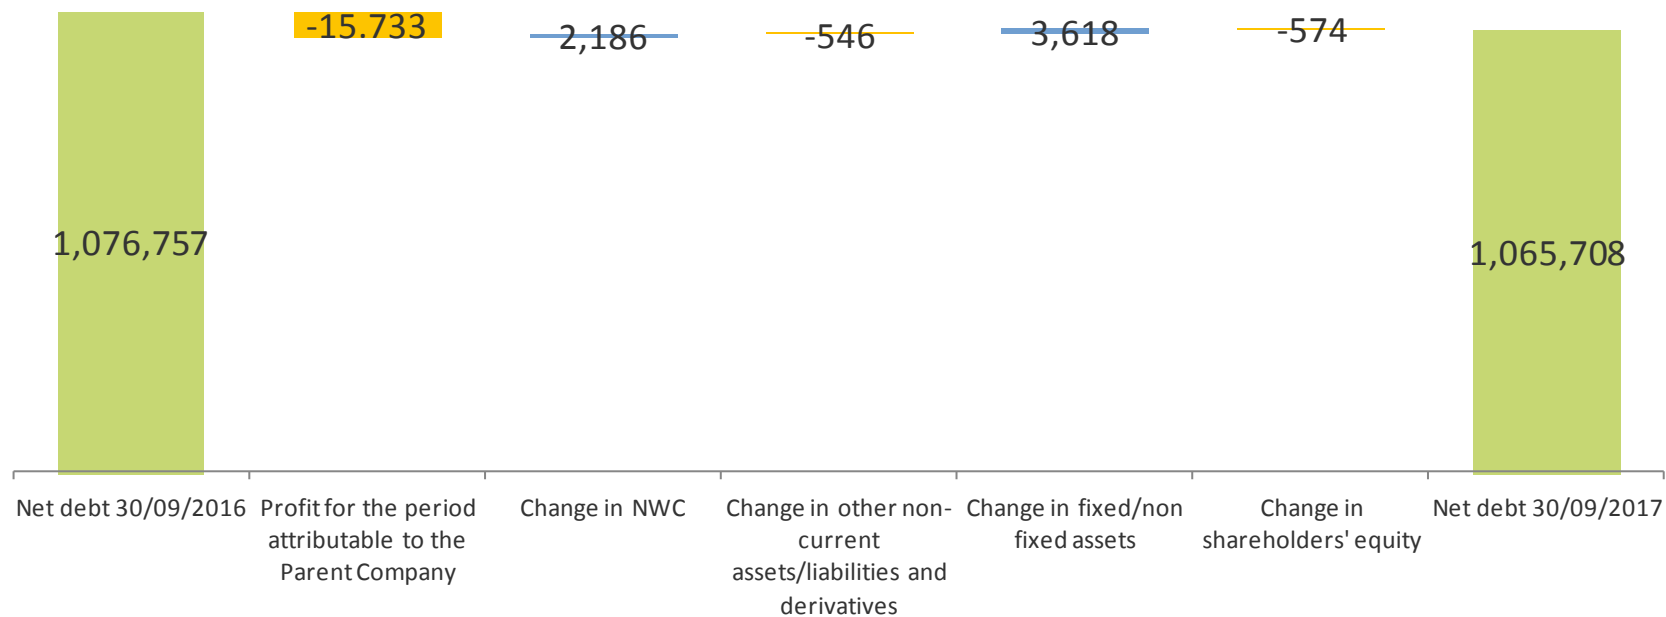 -15.733
2,186
-546
3,618
-574
1,076,757
1,065,708
Net debt 30/09/2016
Profit for the period
attributable to the
Parent Company
Change in NWC
Change in other non-
current
assets/liabilities and
derivatives
Change in fixed/non
fixed assets
Change in
shareholders' equity
Net debt 30/09/2017